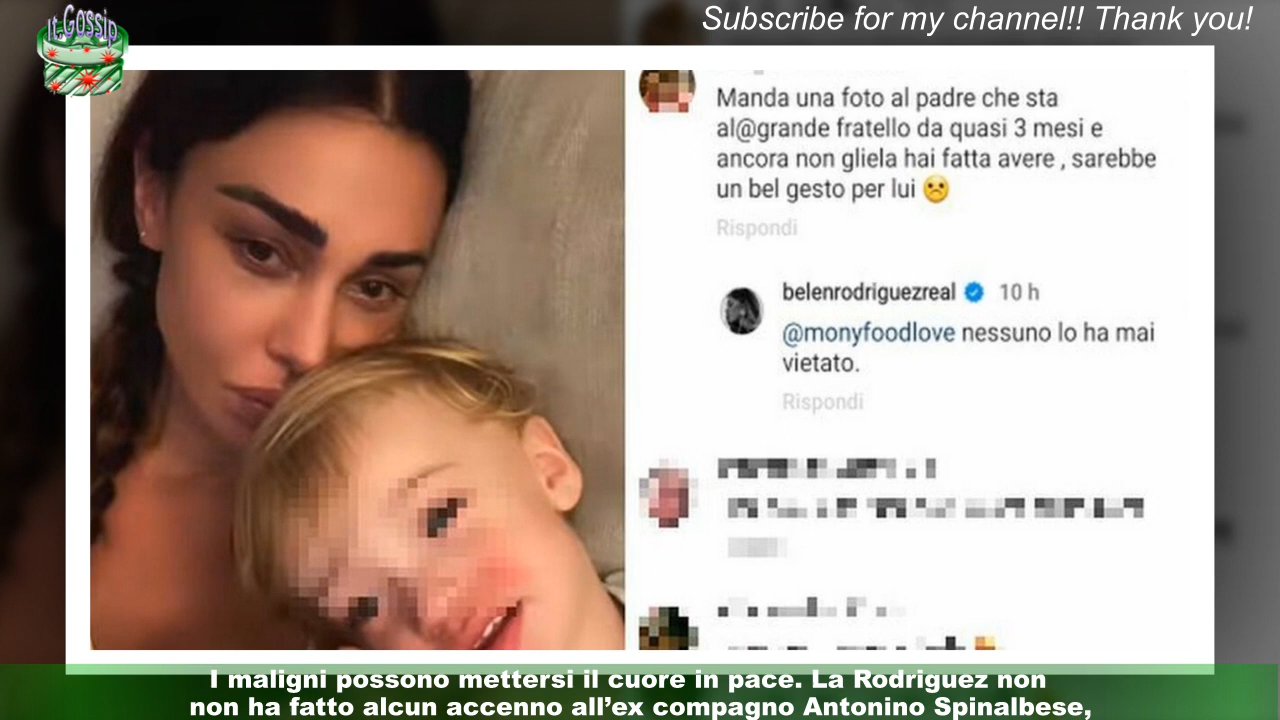 It.Gossip
Subscribe for my channel!! Thank you!
Manda una foto al padre che sta
al@grande fratello da quasi 3 mesi e
ancora non gliela hai fatta avere , sarebbe
un bel gesto per lui ☹️
Rispondi
belenrodriguezreal 10 h
@monyfoodlove nessuno lo ha mai
vietato.
Rispondi
I maligni possono mettersi il cuore in pace. La Rodriguez non
non ha fatto alcun accenno all’ex compagno Antonino Spinalbese,